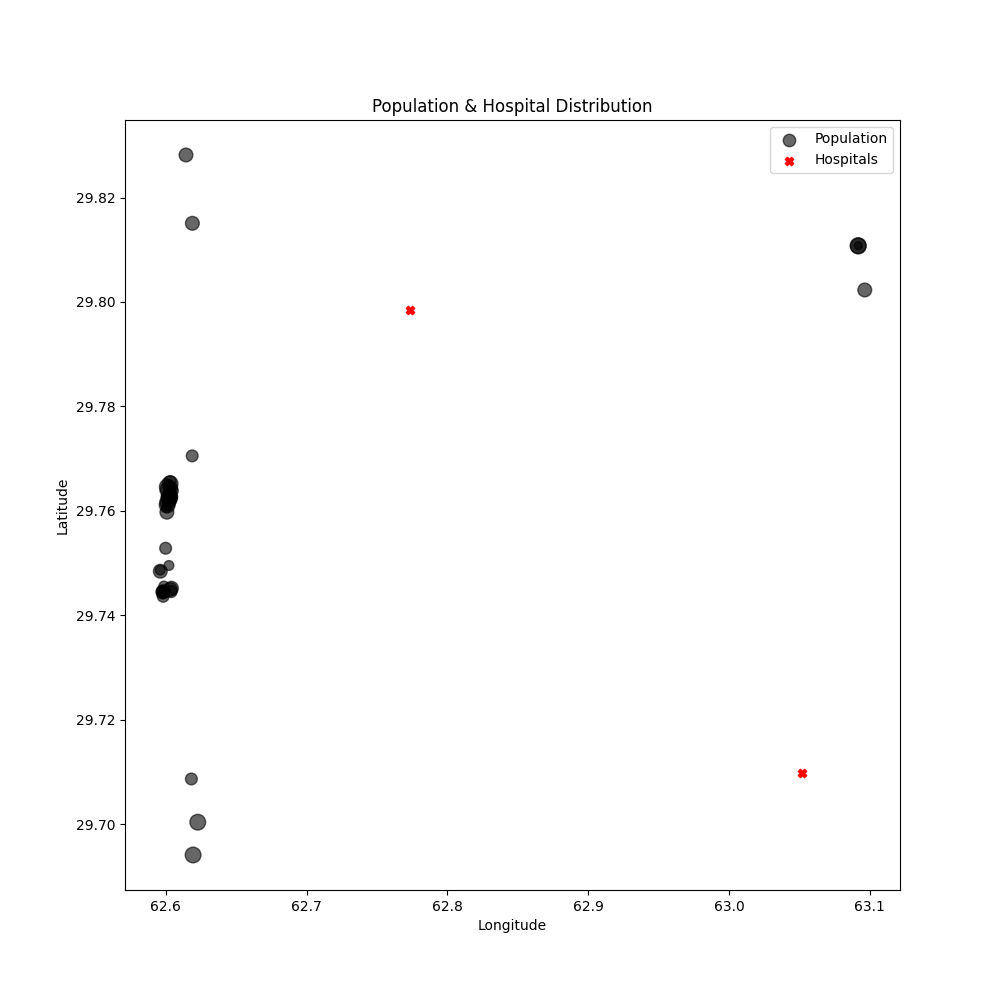 Population & Hospital Distribution
Population
Hospitals
29.82
29.80
29.78
29.76
29.74
29.72
29.70
Latitude
62.6 62.7 62.8 62.9 63.0 63.1
Longitude